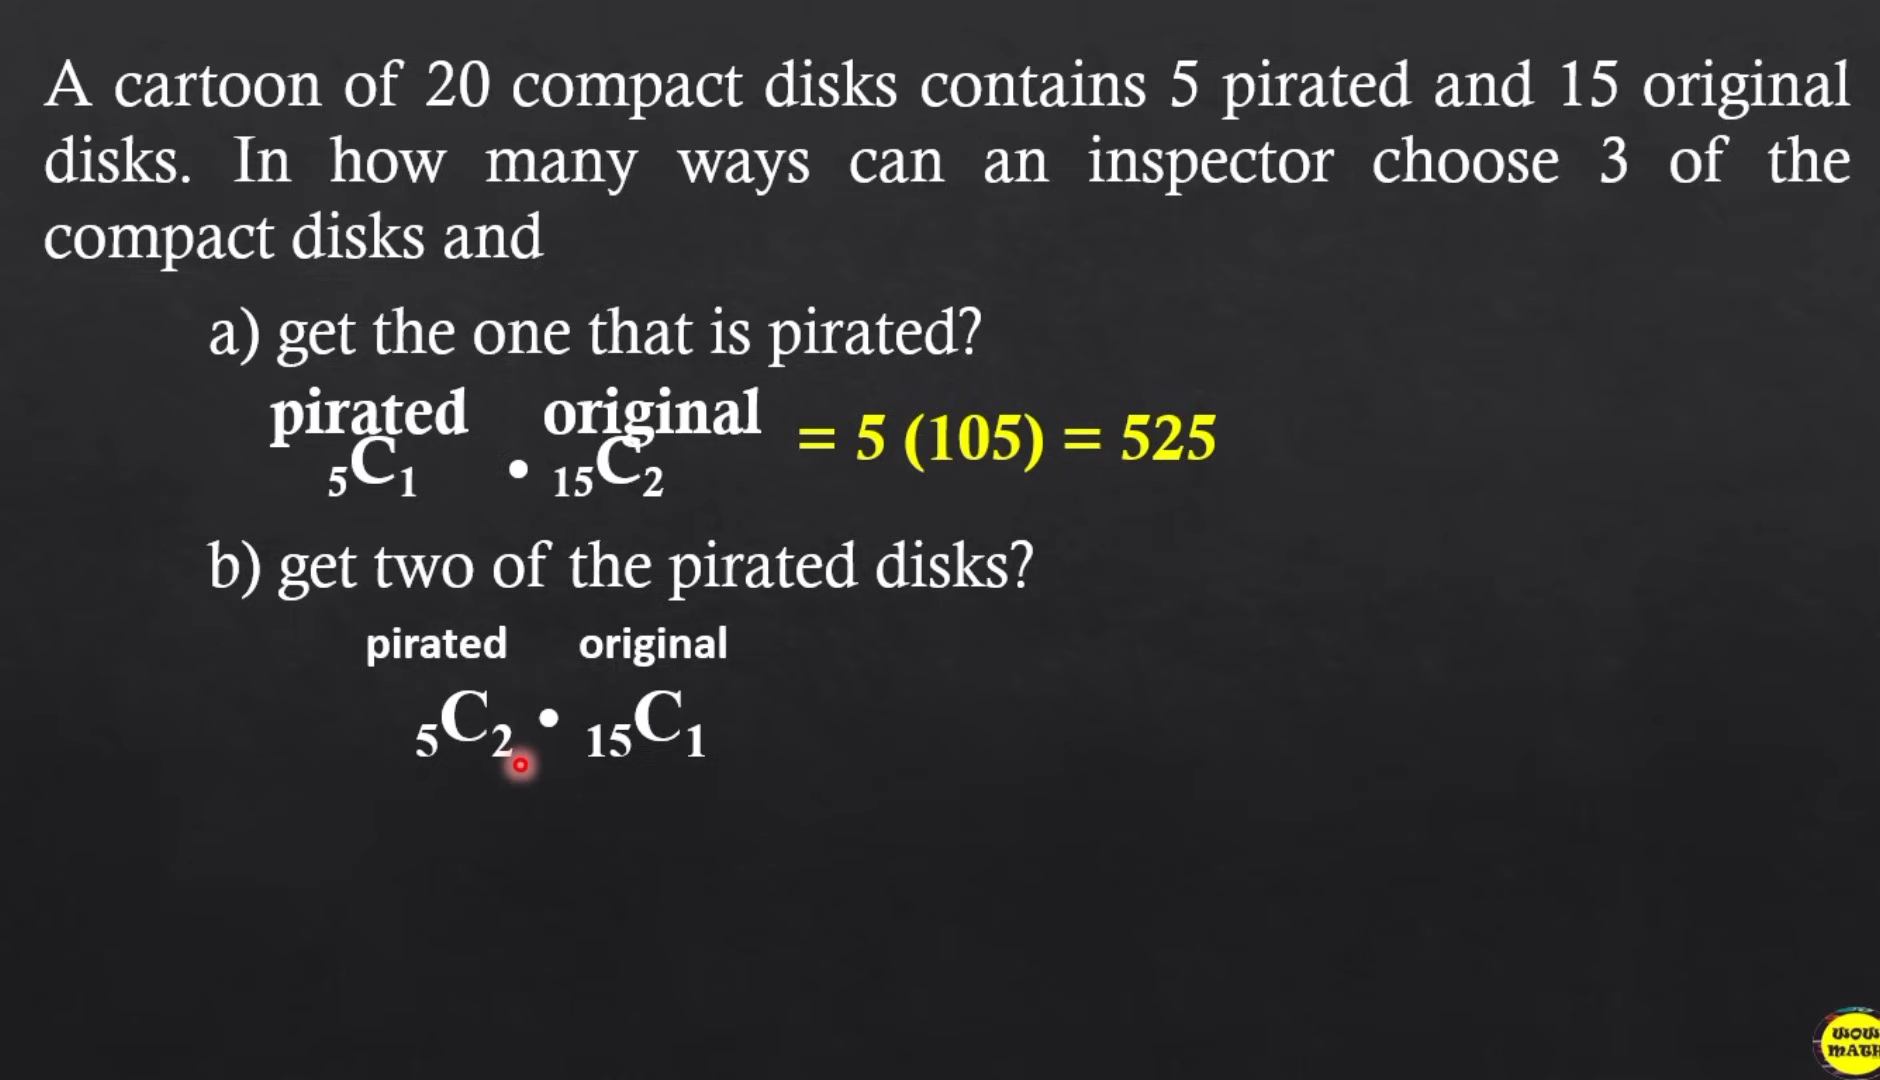 A cartoon of 20 compact disks contains 5 pirated and 15 original
disks. In how many ways can an inspector choose 3 of the
compact disks and
a) get the one that is pirated?
pirated original = 5 (105) = 525
₅C₁ • ₁₅C₂
b) get two of the pirated disks?
pirated original
₅C₂ • ₁₅C₁
WOW
MATH